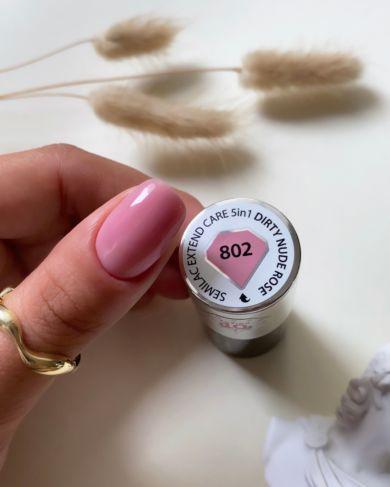 SEMILAC EXTEND CARE 5in1 DIRTY NUDE ROSE
802